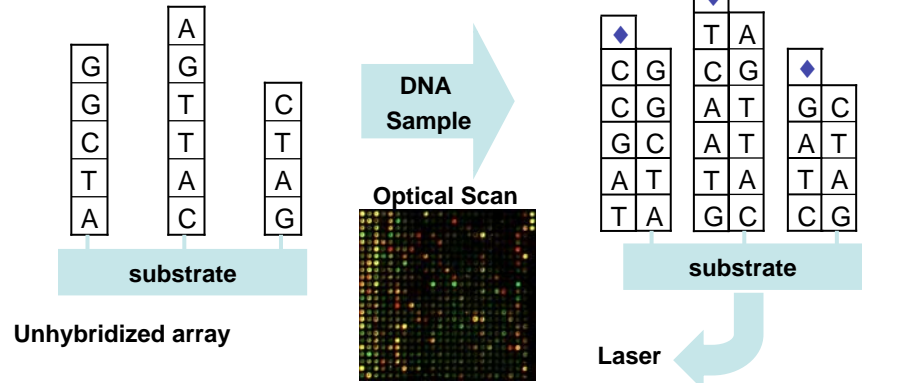 G G C T A
A G T T A C
C T A G
substrate
Unhybridized array
DNA
Sample
Optical Scan
C C G A T
G G C T A
T C A A T G
A G T T A C
G A T C
C T A G
substrate
Laser